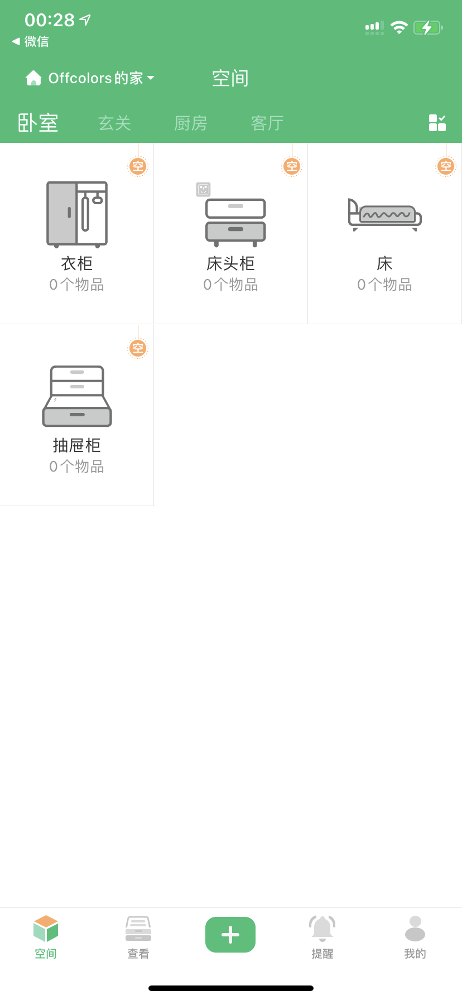 00:28
微信
Offcolors的家
空间
卧室 玄关 厨房 客厅
空 空 空
衣柜 床头柜 床
0个物品 0个物品 0个物品
空
抽屉柜
0个物品
空间 查看 提醒 我的